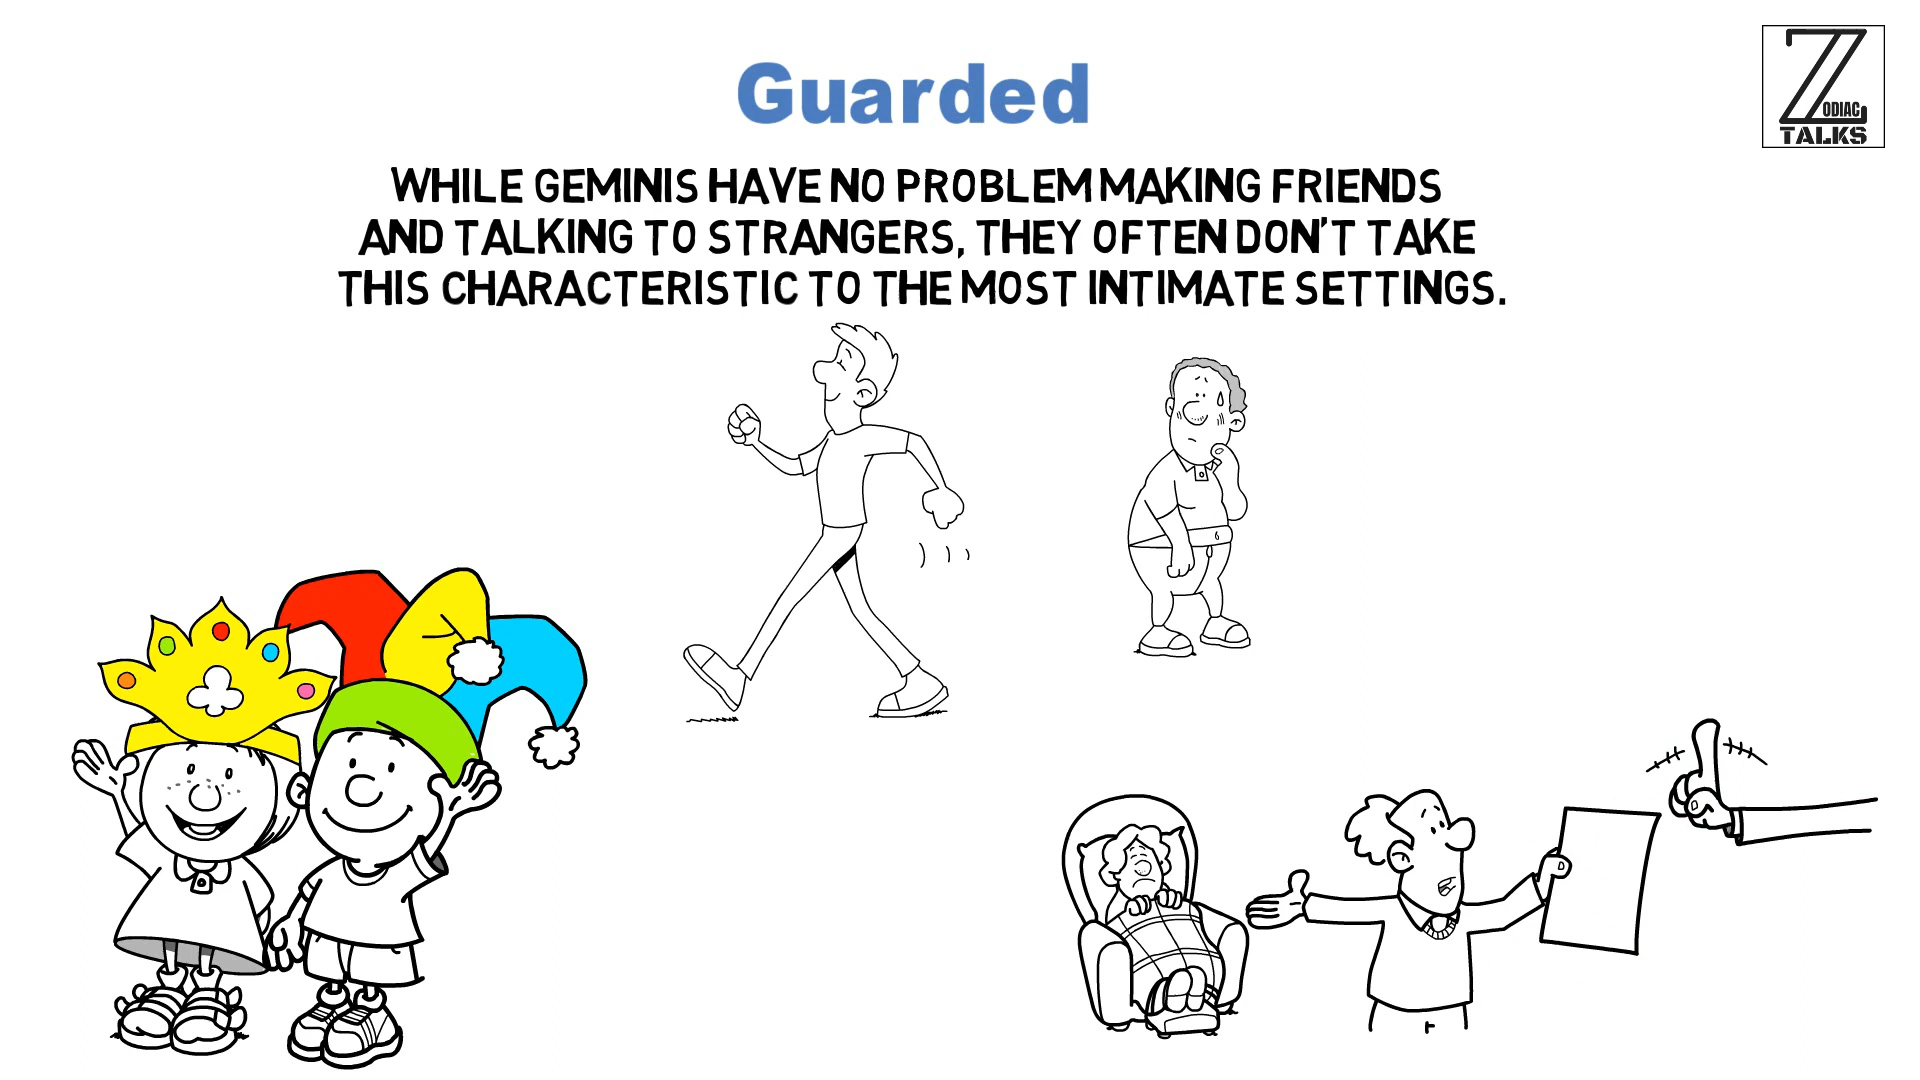 Guarded
WHILE GEMINIS HAVE NO PROBLEM MAKING FRIENDS
AND TALKING TO STRANGERS, THEY OFTEN DON'T TAKE
THIS CHARACTERISTIC TO THE MOST INTIMATE SETTINGS.
ZODIAC
TALKS